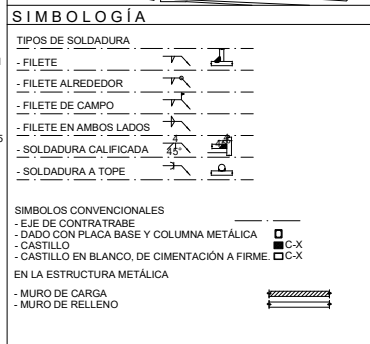 SIMBOLOGÍA
TIPOS DE SOLDADURA
- FILETE
- FILETE ALREDEDOR
- FILETE DE CAMPO
- FILETE EN AMBOS LADOS
- SOLDADURA CALIFICADA 4 45°
- SOLDADURA A TOPE
SIMBOLOS CONVENCIONALES
- EJE DE CONTRATRABE
- DADO CON PLACA BASE Y COLUMNA METÁLICA
- CASTILLO C-X
- CASTILLO EN BLANCO, DE CIMENTACIÓN A FIRME. C-X
EN LA ESTRUCTURA METÁLICA
- MURO DE CARGA
- MURO DE RELLENO